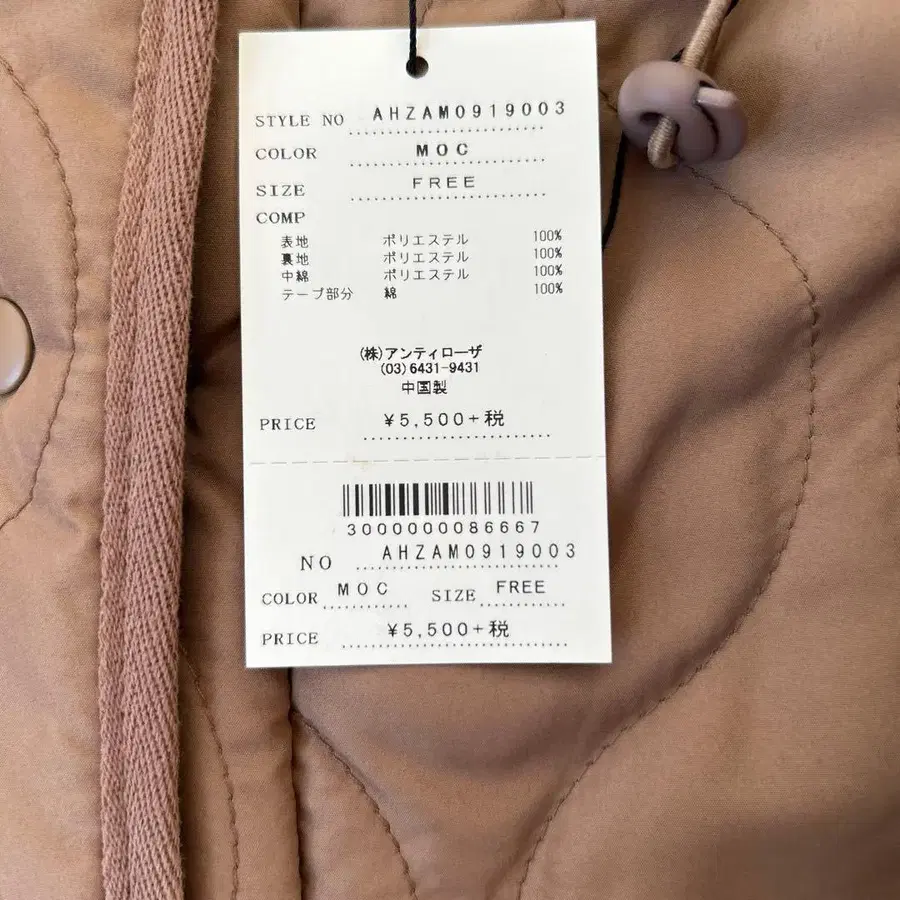 STYLE NO AHZAM0919003
COLOR MOC
SIZE FREE
COMP
表地 ポリエステル 100%
裏地 ポリエステル 100%
中綿 ポリエステル 100%
テープ部分 綿 100%
(株)アンティローザ
(03)6431-9431
中国製
PRICE ¥5,500+税
3000000086667
NO AHZAM0919003
COLOR MOC SIZE FREE
PRICE ¥5,500+税